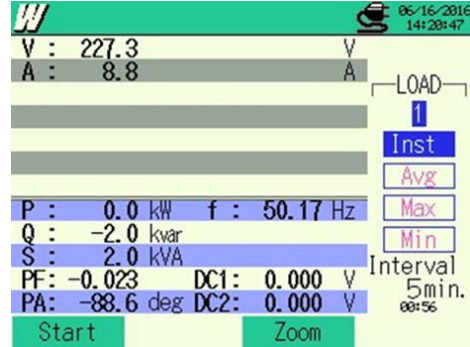 W 06/16/2016
14:20:47
V : 227.3 V
A : 8.8 A
LOAD
1
Inst
Avg
Max
Min
P : 0.0 kW f : 50.17 Hz
Q : -2.0 kvar
S : 2.0 kVA
PF: -0.023 DC1: 0.000 V
PA: -88.6 deg DC2: 0.000 V
Interval
5min.
00:56
Start Zoom